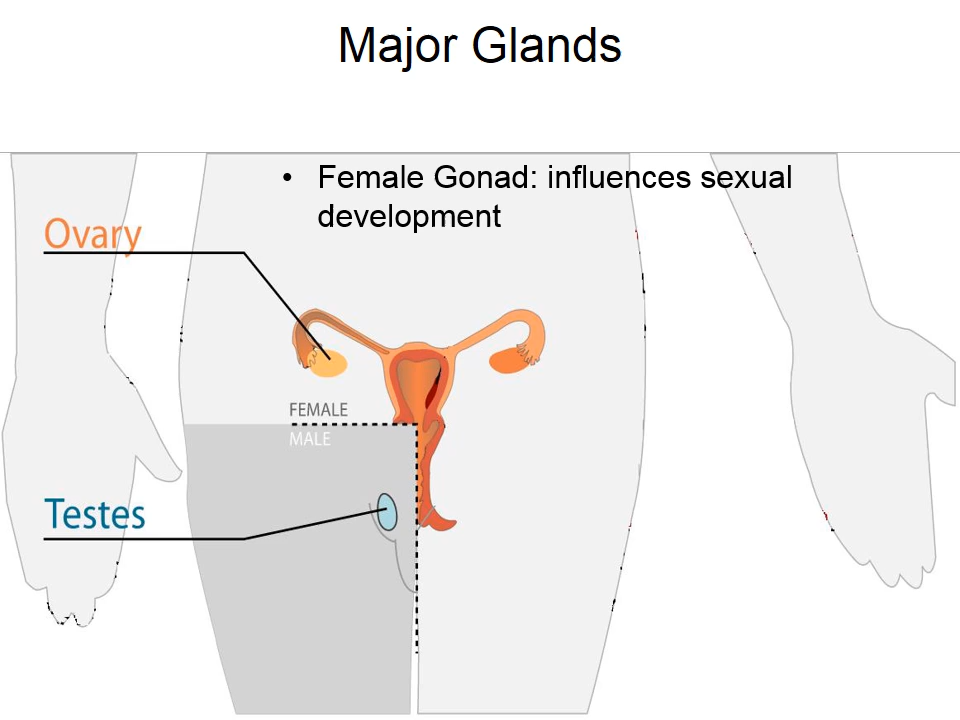 Major Glands
• Female Gonad: influences sexual
development
Ovary
FEMALE
MALE
Testes